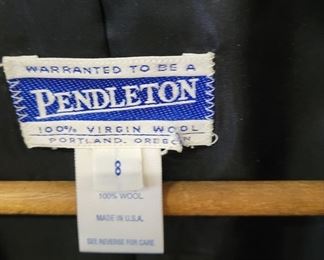 WARRANTED TO BE A
PENDLETON
100% VIRGIN WOOL
PORTLAND, OREGON
8
100% WOOL
MADE IN U.S.A.
SEE REVERSE FOR CARE